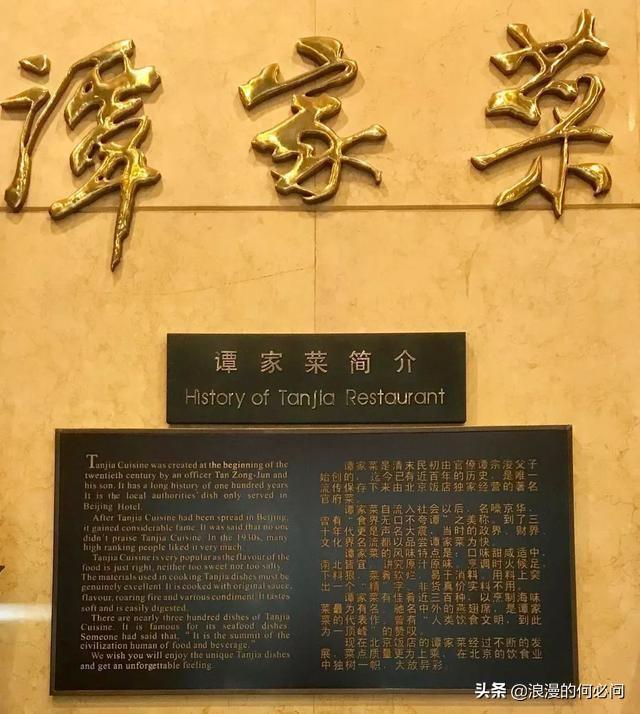 谭家菜
谭家菜简介
History of Tanjia Restaurant
Tanjia Cuisine was created at the beginning of the
twentieth century by an officer Tan Zong-Jun and
his son. It has a long history of one hundred years
It is the local authorities' dish only served in
Beijing Hotel.
After Tanjia Cuisine had been spread in Beijing,
it gained considerable fame. It was said that no one
didn't praise Tanjia Cuisine. In the 1930s, many
high ranking people liked it very much.
Tanjia Cuisine is very popular as the flavour of the
food is just right, neither too sweet nor too salty.
The materials used in cooking Tanjia dishes must be
genuinely excellent. It is cooked with original sauce,
flavour, roaring fire and various condiment. It tastes
soft and is easily digested.
There are nearly three hundred dishes of Tanjia
Cuisine. It is famous for its seafood dishes.
Someone had said that, "It is the summit of the
civilization human of food and beverage."
We wish you will enjoy the unique Tanjia dishes
and get an unforgettable feeling.
谭家菜是清末民初由官僚谭宗浚父子
始创的，迄今已有近百年的历史，是唯一
流传保存下来由北京饭店独家经营的著名
官府菜。
谭家菜自流入社会以后，名噪京华，
曾有“食界无口不夸谭”之美称。到了三
十年代更是声名大震，当时的政界、财界、
文化界名流都以品尝谭家菜为快。
谭家菜的风味特点是：口味甜咸适中，
南北皆宜，讲究原汁原味，烹调时火候足，
下料狠，菜肴软烂，易于消料。用料上突
出一个“精”字，非货真价实料不用。
谭家菜有佳肴近三百种，以烹制海味
菜最为有名，驰名中外的燕翅席，是谭家
菜的代表作，曾有“人类饮食文明，到此
为一顶峰”的赞叹。
现在北京饭店的谭家菜经过不断的发
展，菜点质量更为上乘，在北京的饮食业
中独树一帜，大放异彩。
头条 @浪漫的何必问